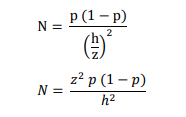 N = p (1 − p) / (h/z)²
N = z² p (1 − p) / h²